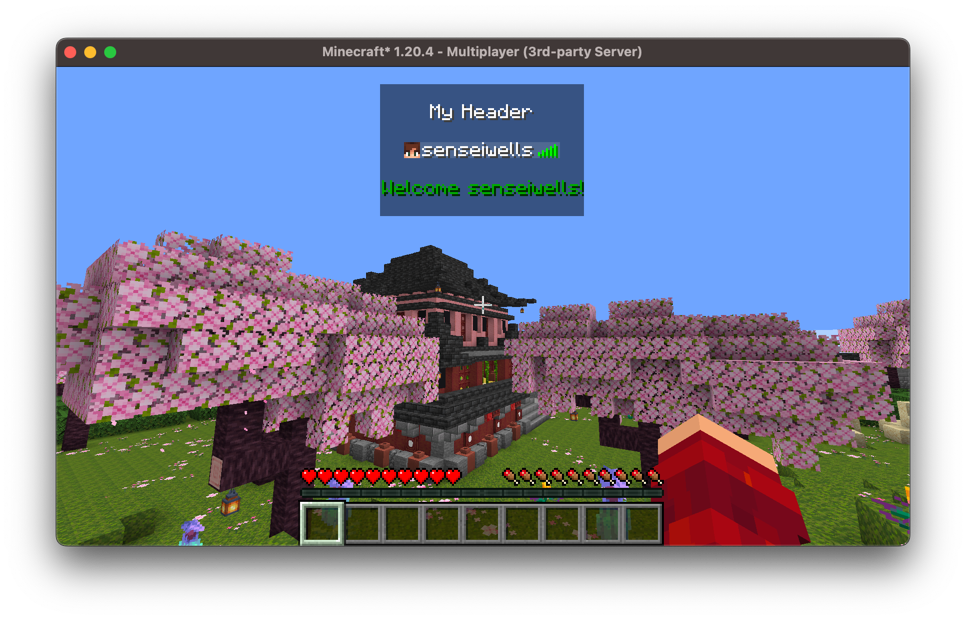 Minecraft* 1.20.4 - Multiplayer (3rd-party Server)
My Header
senseiwells
Welcome senseiwells!